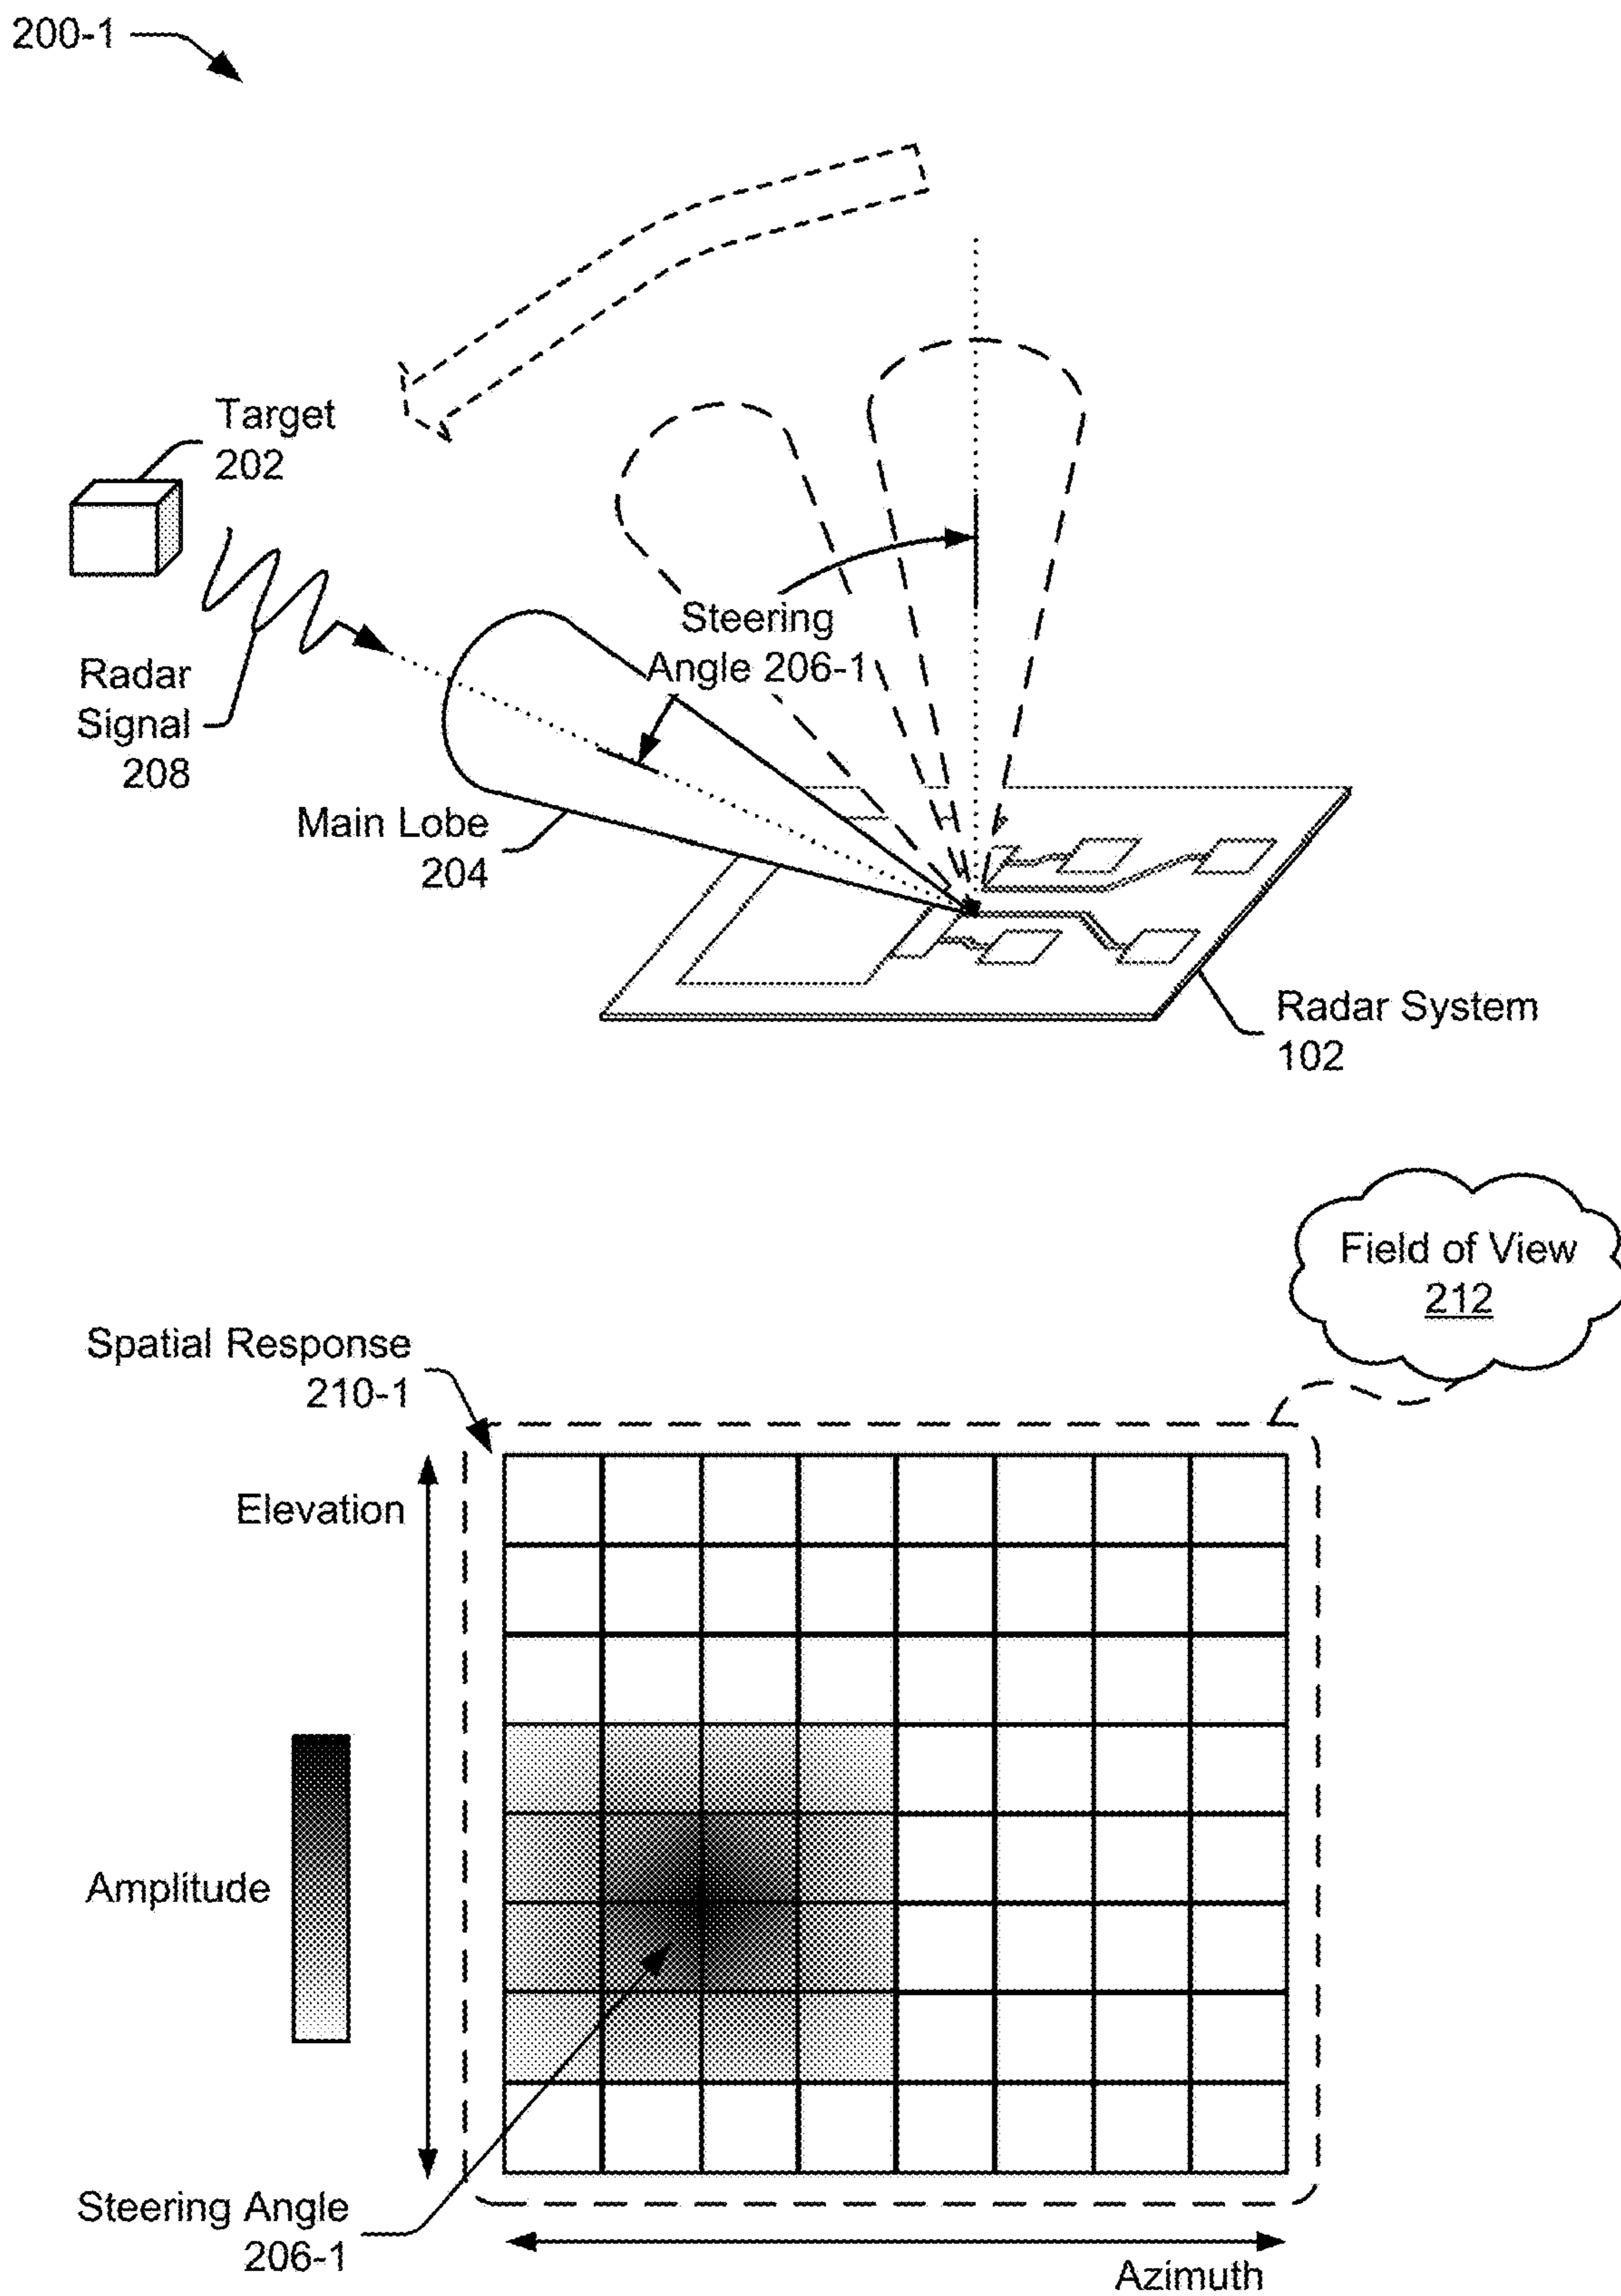 200-1
Target
202
Steering
Angle 206-1
Radar
Signal
208
Main Lobe
204
Radar System
102
Field of View
212
Spatial Response
210-1
Elevation
Amplitude
Steering Angle
206-1
Azimuth